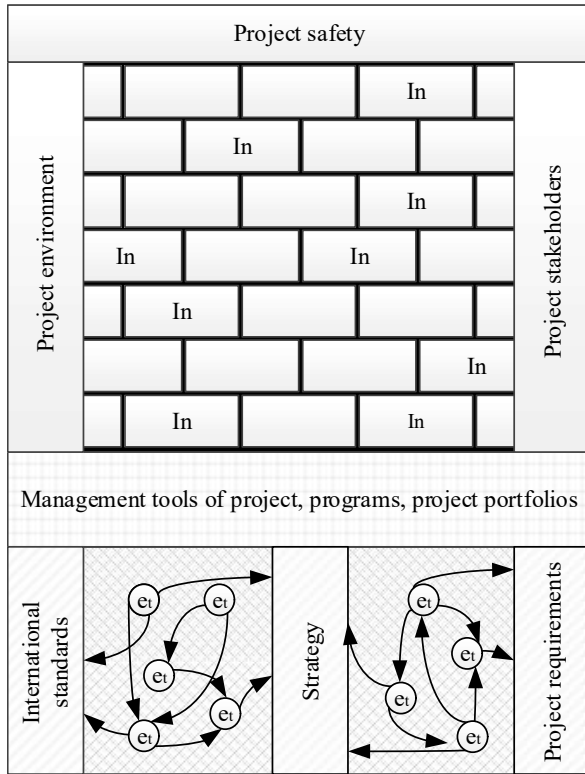 Project safety
Project environment
In
In
In
In
In
In
In
In
In
Project stakeholders
Management tools of project, programs, project portfolios
International
standards
et
et
et
et
et
Strategy
et
et
et
et
Project requirements